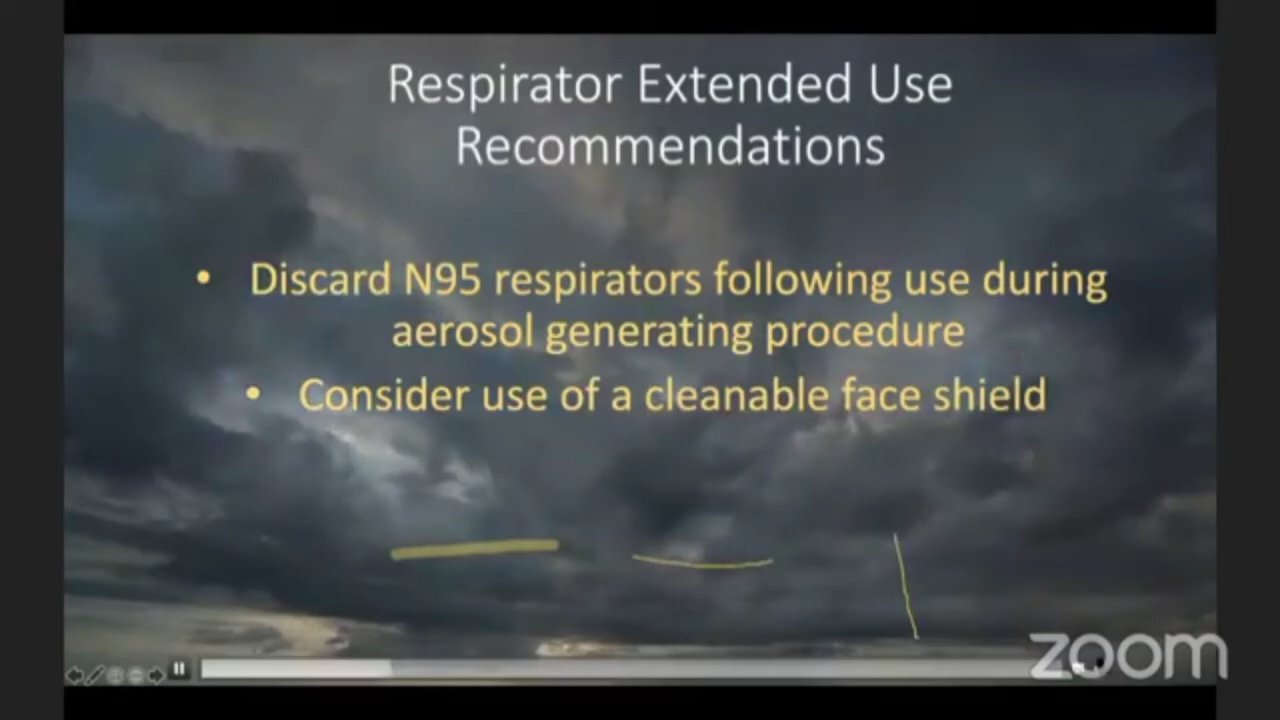 Respirator Extended Use
Recommendations
• Discard N95 respirators following use during
aerosol generating procedure
• Consider use of a cleanable face shield
zoom